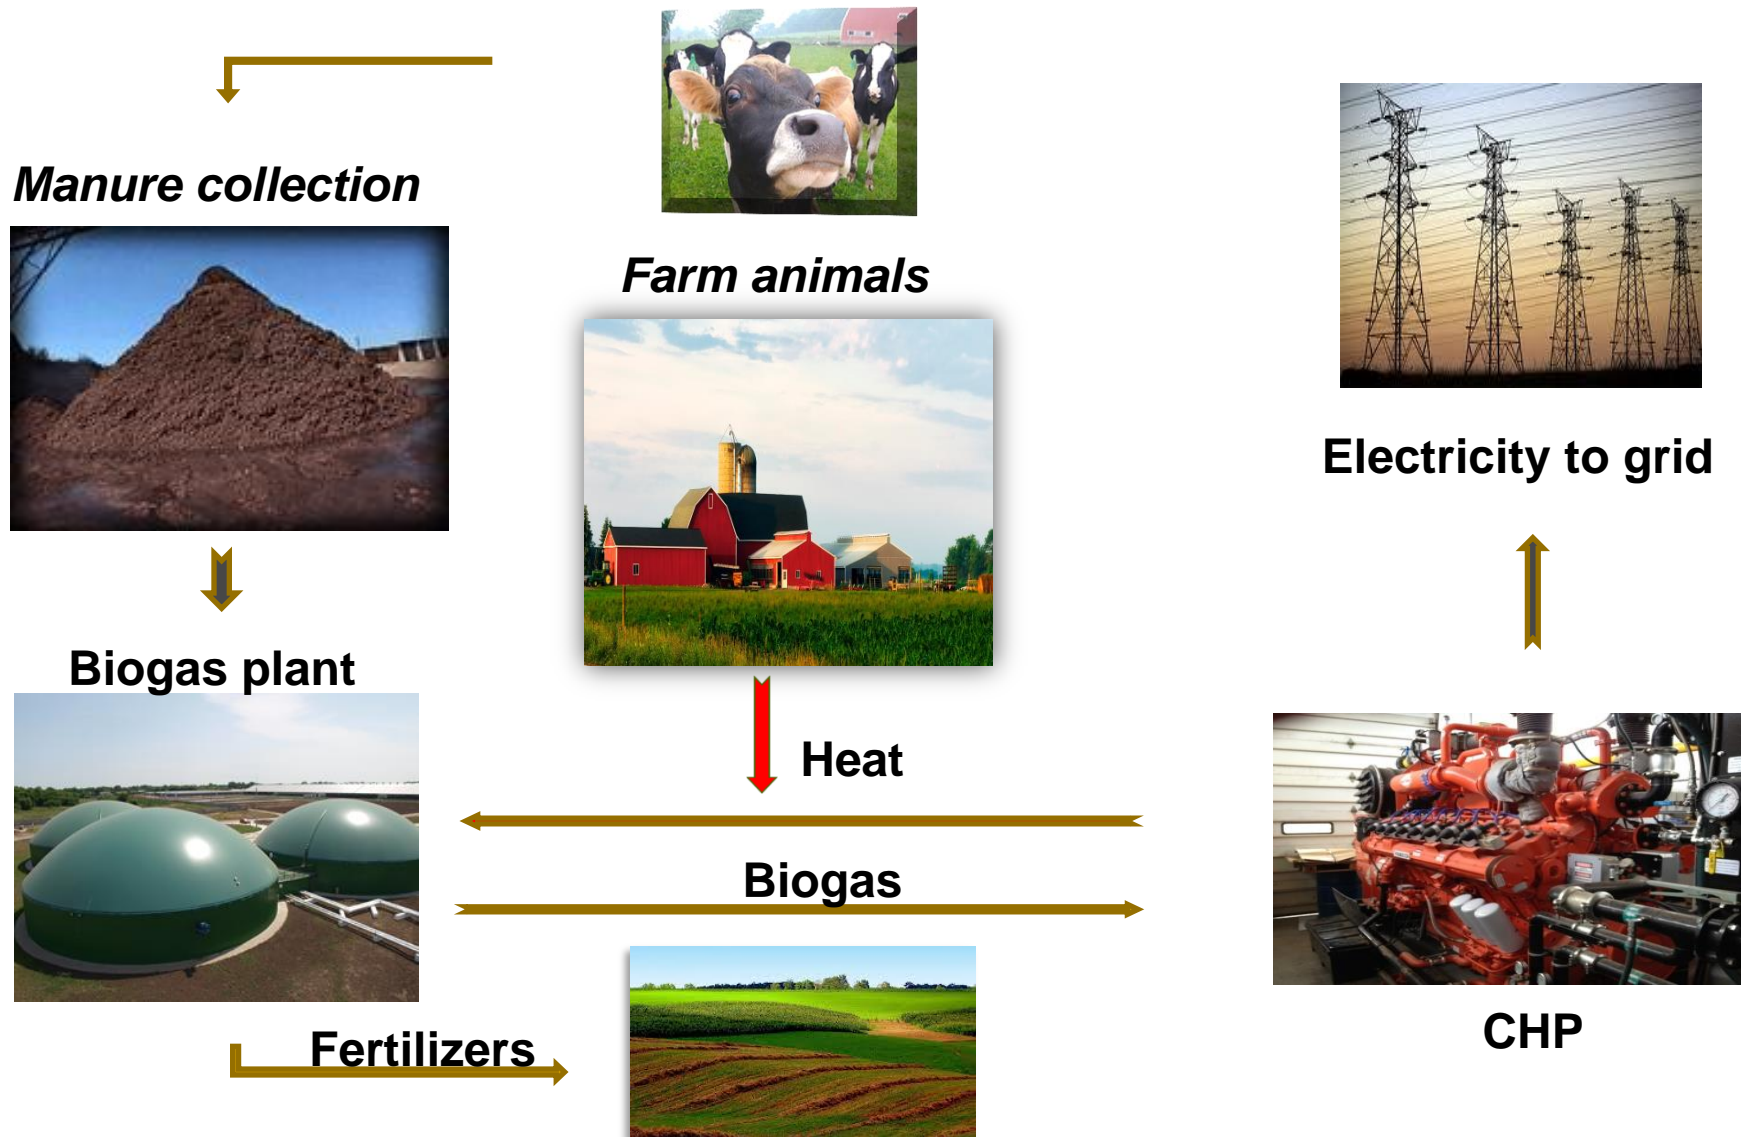 Manure collection
Farm animals
Electricity to grid
Biogas plant
Heat
Biogas
Fertilizers
CHP